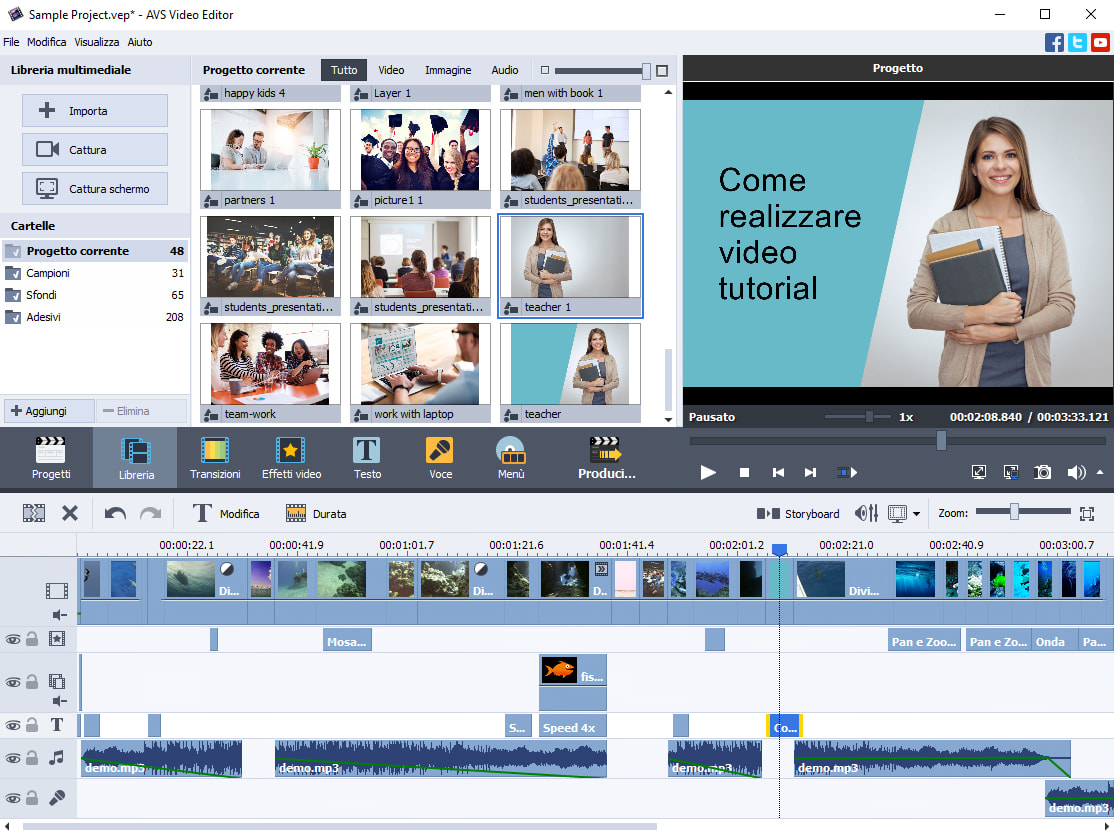 Sample Project.vep* - AVS Video Editor
File Modifica Visualizza Aiuto
Libreria multimediale
Progetto corrente Tutto Video Immagine Audio
Progetto
Importa
Cattura
Cattura schermo
Cartelle
Progetto corrente 48
Campioni 31
Sfondi 65
Adesivi 208
Aggiungi Elimina
happy kids 4 Layer 1 men with book 1
partners 1 picture1 1 students_presentati...
students_presentati... students_presentati... teacher 1
team-work work with laptop teacher
Come
realizzare
video
tutorial
Pausato 1x 00:02:08.840 / 00:03:33.121
Progetti Libreria Transizioni Effetti video Testo Voce Menù Produci...
Modifica Durata Storyboard Zoom:
00:00:22.1 00:00:41.9 00:01:01.7 00:01:21.6 00:01:41.4 00:02:01.2 00:02:21.0 00:02:40.9 00:03:00.7
Di... Di... D.. Divi...
Mosa... Pan e Zoo... Pan e Zo... Onda Pa...
fis...
T S... Speed 4x Co...
demo.mp3 demo.mp3 demo.mp3 demo.mp3
demo.mp3